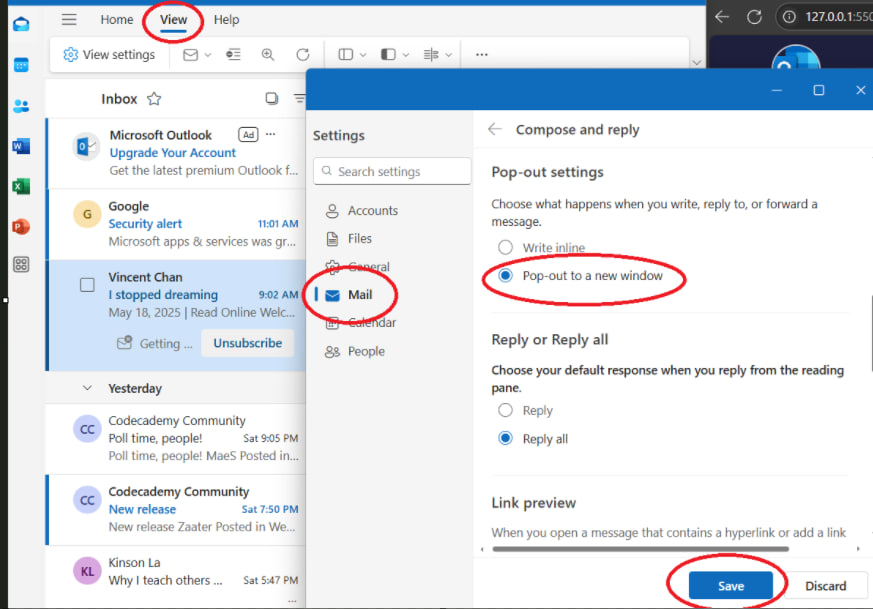 Home View Help
127.0.0.1:550
View settings
Inbox
Microsoft Outlook Ad
Upgrade Your Account
Get the latest premium Outlook f...
G
Google
Security alert 11:01 AM
Microsoft apps & services was gr...
Vincent Chan
I stopped dreaming 9:02 AM
May 18, 2025 | Read Online Welc...
Getting ... Unsubscribe
Yesterday
CC
Codecademy Community
Poll time, people! Sat 9:05 PM
Poll time, people! MaeS Posted in...
CC
Codecademy Community
New release Sat 7:50 PM
New release Zaater Posted in We...
KL
Kinson La
Why I teach others ... Sat 5:47 PM
...
Settings
Search settings
Accounts
Files
General
Mail
Calendar
People
Compose and reply
Pop-out settings
Choose what happens when you write, reply to, or forward a
message.
Write inline
Pop-out to a new window
Reply or Reply all
Choose your default response when you reply from the reading
pane.
Reply
Reply all
Link preview
When you open a message that contains a hyperlink or add a link
Save Discard